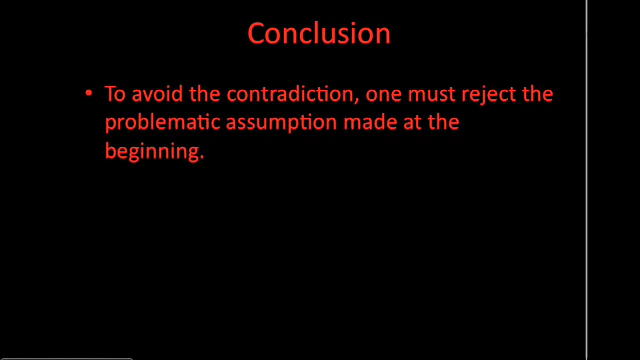 Conclusion
• To avoid the contradiction, one must reject the
problematic assumption made at the
beginning.